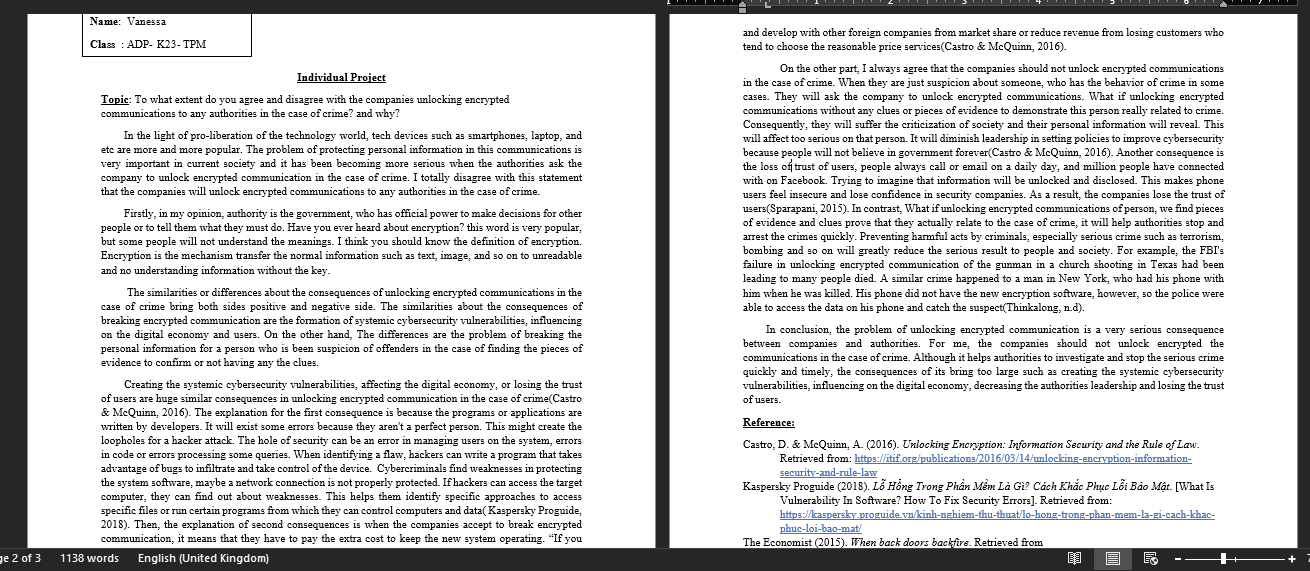 Name: Vanessa
Class : ADP- K23- TPM
Individual Project
Topic: To what extent do you agree and disagree with the companies unlocking encrypted
communications to any authorities in the case of crime? and why?
In the light of pro-liberation of the technology world, tech devices such as smartphones, laptop, and
etc are more and more popular. The problem of protecting personal information in this communications is
very important in current society and it has been becoming more serious when the authorities ask the
company to unlock encrypted communication in the case of crime. I totally disagree with this statement
that the companies will unlock encrypted communications to any authorities in the case of crime.
Firstly, in my opinion, authority is the government, who has official power to make decisions for other
people or to tell them what they must do. Have you ever heard about encryption? this word is very popular,
but some people will not understand the meanings. I think you should know the definition of encryption.
Encryption is the mechanism transfer the normal information such as text, image, and so on to unreadable
and no understanding information without the key.
The similarities or differences about the consequences of unlocking encrypted communications in the
case of crime bring both sides positive and negative side. The similarities about the consequences of
breaking encrypted communication are the formation of systemic cybersecurity vulnerabilities, influencing
on the digital economy and users. On the other hand, The differences are the problem of breaking the
personal information for a person who is been suspicion of offenders in the case of finding the pieces of
evidence to confirm or not having any the clues.
Creating the systemic cybersecurity vulnerabilities, affecting the digital economy, or losing the trust
of users are huge similar consequences in unlocking encrypted communication in the case of crime(Castro
& McQuinn, 2016). The explanation for the first consequence is because the programs or applications are
written by developers. It will exist some errors because they aren't a perfect person. This might create the
loopholes for a hacker attack. The hole of security can be an error in managing users on the system, errors
in code or errors processing some queries. When identifying a flaw, hackers can write a program that takes
advantage of bugs to infiltrate and take control of the device. Cybercriminals find weaknesses in protecting
the system software, maybe a network connection is not properly protected. If hackers can access the target
computer, they can find out about weaknesses. This helps them identify specific approaches to access
specific files or run certain programs from which they can control computers and data( Kaspersky Proguide,
2018). Then, the explanation of second consequences is when the companies accept to break encrypted
communication, it means that they have to pay the extra cost to keep the new system operating. “If you
and develop with other foreign companies from market share or reduce revenue from losing customers who
tend to choose the reasonable price services(Castro & McQuinn, 2016).
On the other part, I always agree that the companies should not unlock encrypted communications
in the case of crime. When they are just suspicion about someone, who has the behavior of crime in some
cases. They will ask the company to unlock encrypted communications. What if unlocking encrypted
communications without any clues or pieces of evidence to demonstrate this person really related to crime.
Consequently, they will suffer the criticization of society and their personal information will reveal. This
will affect too serious on that person. It will diminish leadership in setting policies to improve cybersecurity
because people will not believe in government forever(Castro & McQuinn, 2016). Another consequence is
the loss of trust of users, people always call or email on a daily day, and million people have connected
with on Facebook. Trying to imagine that information will be unlocked and disclosed. This makes phone
users feel insecure and lose confidence in security companies. As a result, the companies lose the trust of
users(Sparapani, 2015). In contrast, What if unlocking encrypted communications of person, we find pieces
of evidence and clues prove that they actually relate to the case of crime, it will help authorities stop and
arrest the crimes quickly. Preventing harmful acts by criminals, especially serious crime such as terrorism,
bombing and so on will greatly reduce the serious result to people and society. For example, the FBI's
failure in unlocking encrypted communication of the gunman in a church shooting in Texas had been
leading to many people died. A similar crime happened to a man in New York, who had his phone with
him when he was killed. His phone did not have the new encryption software, however, so the police were
able to access the data on his phone and catch the suspect(Thinkalong, n.d).
In conclusion, the problem of unlocking encrypted communication is a very serious consequence
between companies and authorities. For me, the companies should not unlock encrypted the
communications in the case of crime. Although it helps authorities to investigate and stop the serious crime
quickly and timely, the consequences of its bring too large such as creating the systemic cybersecurity
vulnerabilities, influencing on the digital economy, decreasing the authorities leadership and losing the trust
of users.
Reference:
Castro, D. & McQuinn, A. (2016). Unlocking Encryption: Information Security and the Rule of Law.
Retrieved from: https://itif.org/publications/2016/03/14/unlocking-encryption-information-
security-and-rule-law
Kaspersky Proguide (2018). Lỗ Hổng Trong Phần Mềm Là Gì? Cách Khắc Phục Lỗi Bảo Mật. [What Is
Vulnerability In Software? How To Fix Security Errors]. Retrieved from:
https://kaspersky.proguide.vn/kinh-nghiem-thu-thuat/lo-hong-trong-phan-mem-la-gi-cach-khac-
phuc-loi-bao-mat/
The Economist (2015). When back doors backfire. Retrieved from
ge 2 of 3 1138 words English (United Kingdom)